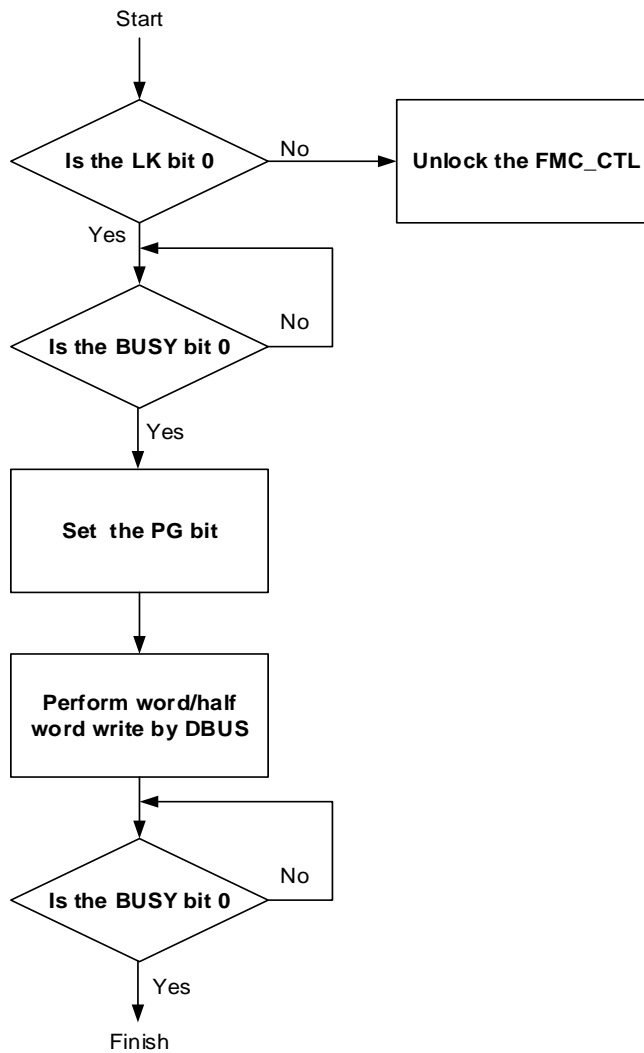 Start
Is the LK bit 0
No
Unlock the FMC_CTL
Yes
No
Is the BUSY bit 0
Yes
Set the PG bit
Perform word/half
word write by DBUS
No
Is the BUSY bit 0
Yes
Finish